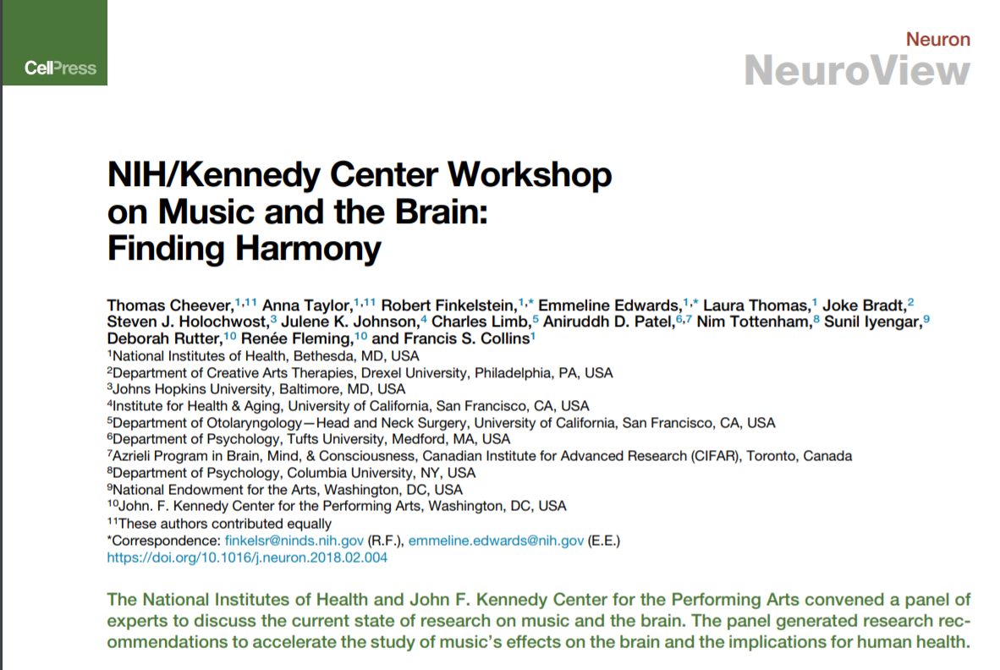 CellPress
Neuron
NeuroView
NIH/Kennedy Center Workshop
on Music and the Brain:
Finding Harmony
Thomas Cheever,1,11 Anna Taylor,1,11 Robert Finkelstein,1,* Emmeline Edwards,1,* Laura Thomas,1 Joke Bradt,2
Steven J. Holochwost,3 Julene K. Johnson,4 Charles Limb,5 Aniruddh D. Patel,6,7 Nim Tottenham,8 Sunil Iyengar,9
Deborah Rutter,10 Renée Fleming,10 and Francis S. Collins1
1National Institutes of Health, Bethesda, MD, USA
2Department of Creative Arts Therapies, Drexel University, Philadelphia, PA, USA
3Johns Hopkins University, Baltimore, MD, USA
4Institute for Health & Aging, University of California, San Francisco, CA, USA
5Department of Otolaryngology—Head and Neck Surgery, University of California, San Francisco, CA, USA
6Department of Psychology, Tufts University, Medford, MA, USA
7Azrieli Program in Brain, Mind, & Consciousness, Canadian Institute for Advanced Research (CIFAR), Toronto, Canada
8Department of Psychology, Columbia University, NY, USA
9National Endowment for the Arts, Washington, DC, USA
10John. F. Kennedy Center for the Performing Arts, Washington, DC, USA
11These authors contributed equally
*Correspondence: finkelsr@ninds.nih.gov (R.F.), emmeline.edwards@nih.gov (E.E.)
https://doi.org/10.1016/j.neuron.2018.02.004
The National Institutes of Health and John F. Kennedy Center for the Performing Arts convened a panel of
experts to discuss the current state of research on music and the brain. The panel generated research rec-
ommendations to accelerate the study of music's effects on the brain and the implications for human health.